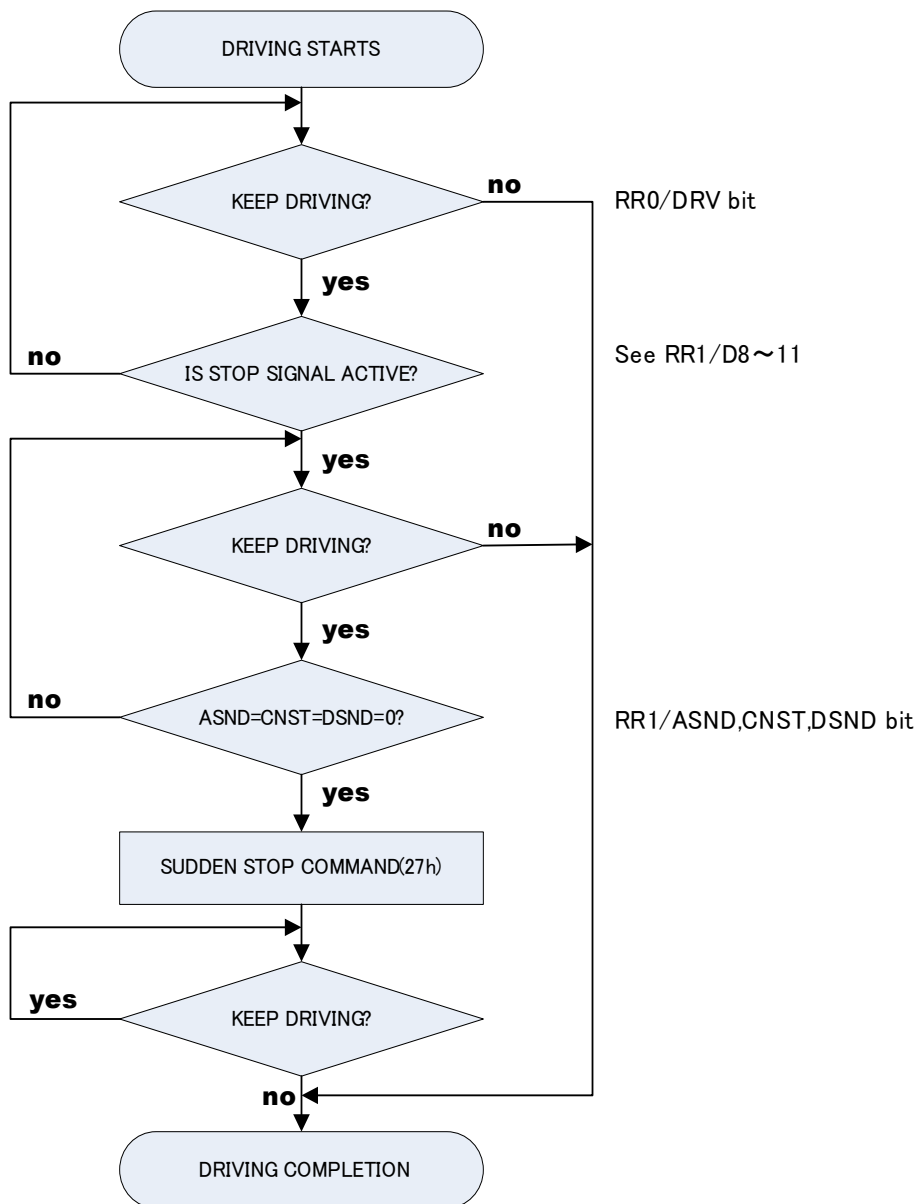 DRIVING STARTS
KEEP DRIVING?
no
RR0/DRV bit
yes
no
IS STOP SIGNAL ACTIVE?
See RR1/D8～11
yes
KEEP DRIVING?
no
yes
no
ASND=CNST=DSND=0?
RR1/ASND,CNST,DSND bit
yes
SUDDEN STOP COMMAND(27h)
yes
KEEP DRIVING?
no
DRIVING COMPLETION